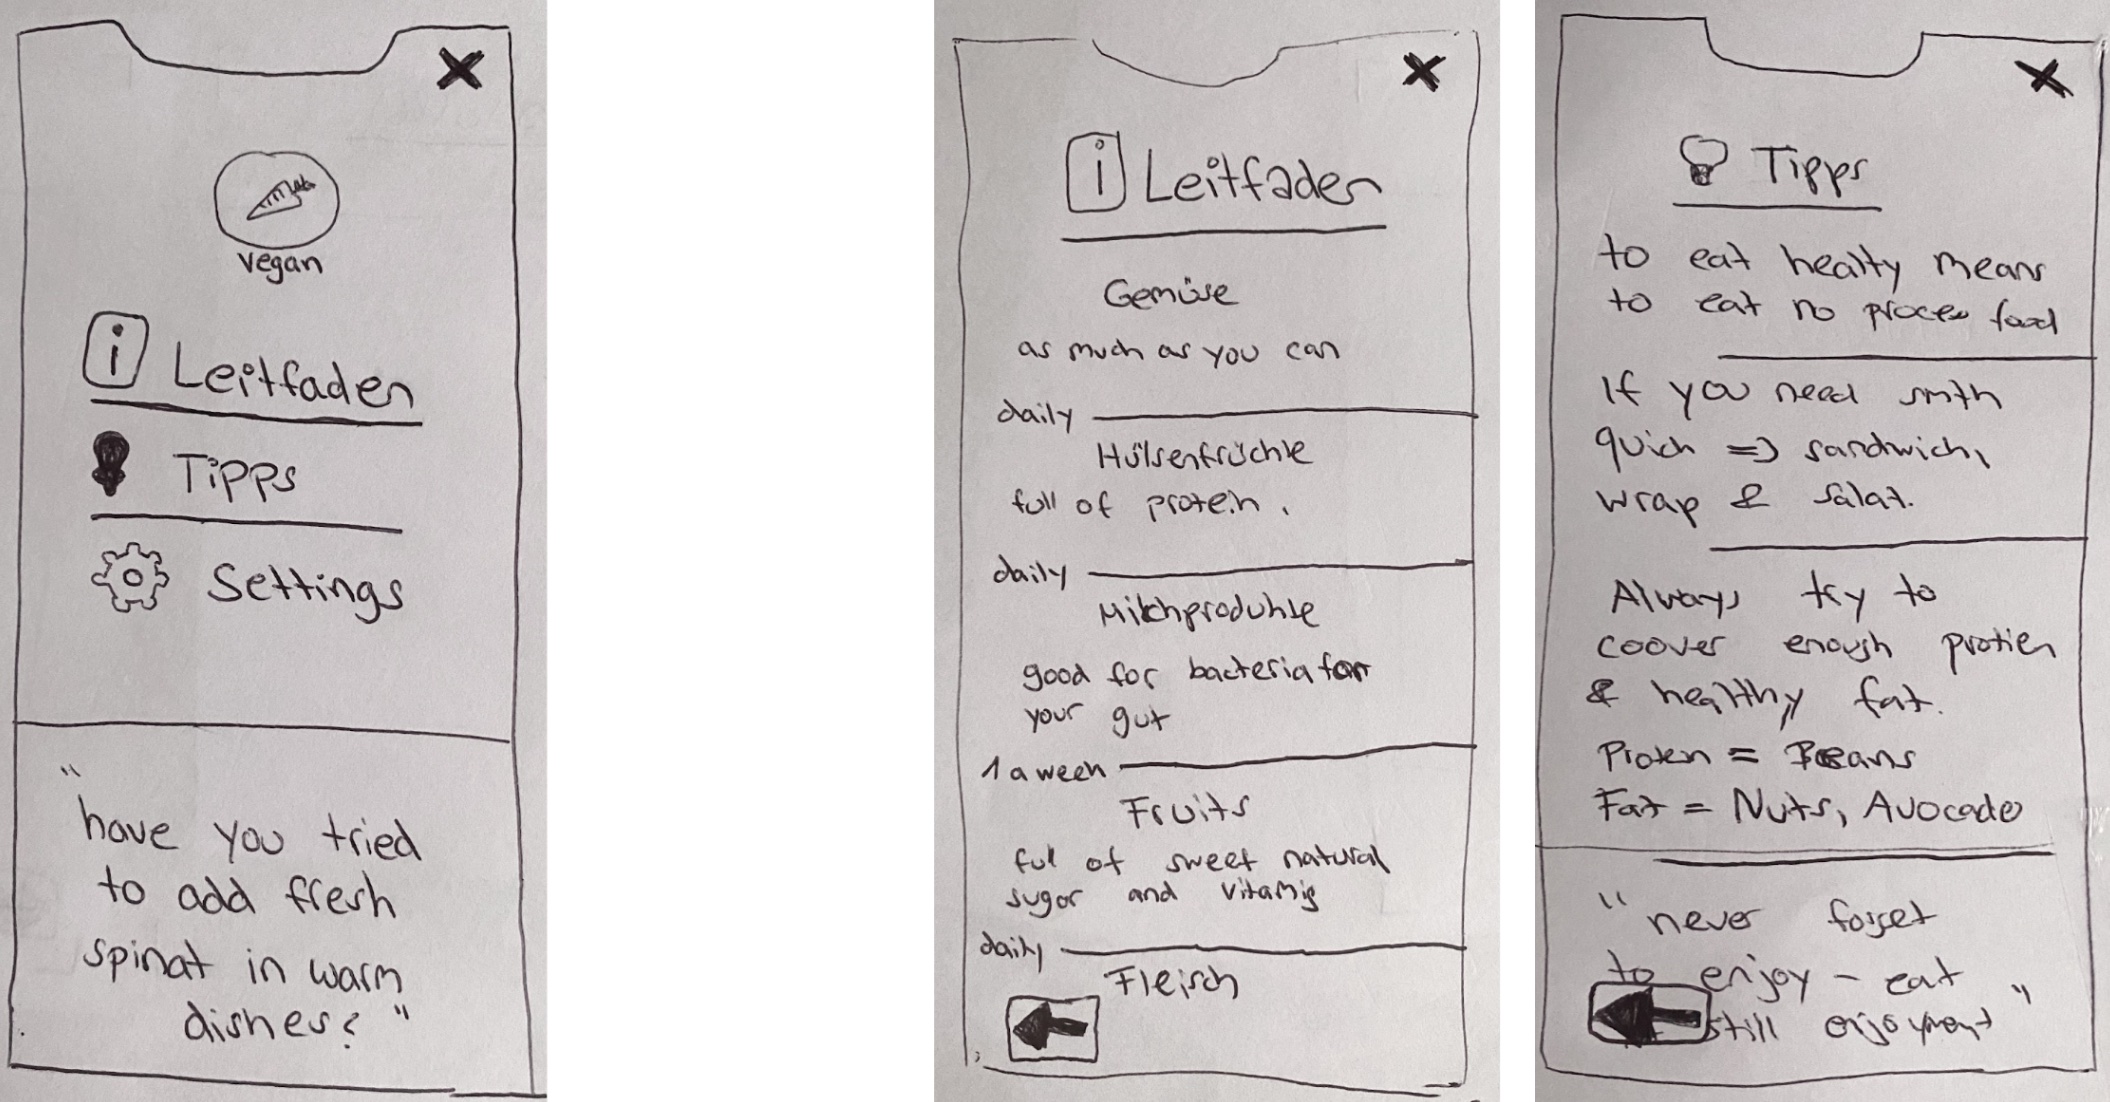 vegan
i Leitfaden
Tipps
Settings
"have you tried
to add fresh
spinat in warm
dishes?"
i Leitfaden
Gemüse
as much as you can
daily
Hülsenfrüchte
full of protein.
daily
Milchprodukte
good for bacteria for
your gut
1 a week
Fruits
full of sweet natural
sugar and vitamis
daily
Fleisch
Tipps
to eat healty means
to eat no proces food
If you need smth
quick => sandwich,
wrap & salat.
Always try to
coover enough protien
& healthy fat.
Protein = Beans
Fat = Nuts, Avocado
"never forget
to enjoy – eat
still enjoyment"